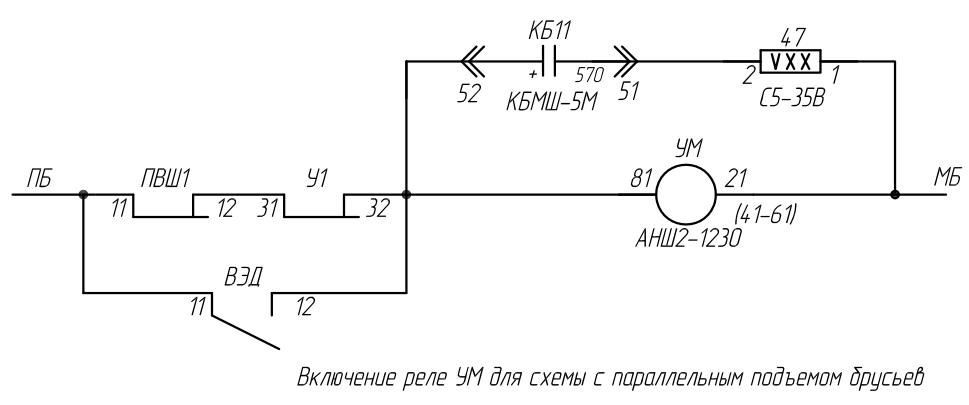 КБ11
47
+ 570
VXX
52
51
2
1
КБМШ-5М
С5-35В
ПБ
ПВШ1
У1
УМ
МБ
11
12
31
32
81
21
(41-61)
АНШ2-1230
ВЭД
11
12
Включение реле УМ для схемы с параллельным подъемом брусьев